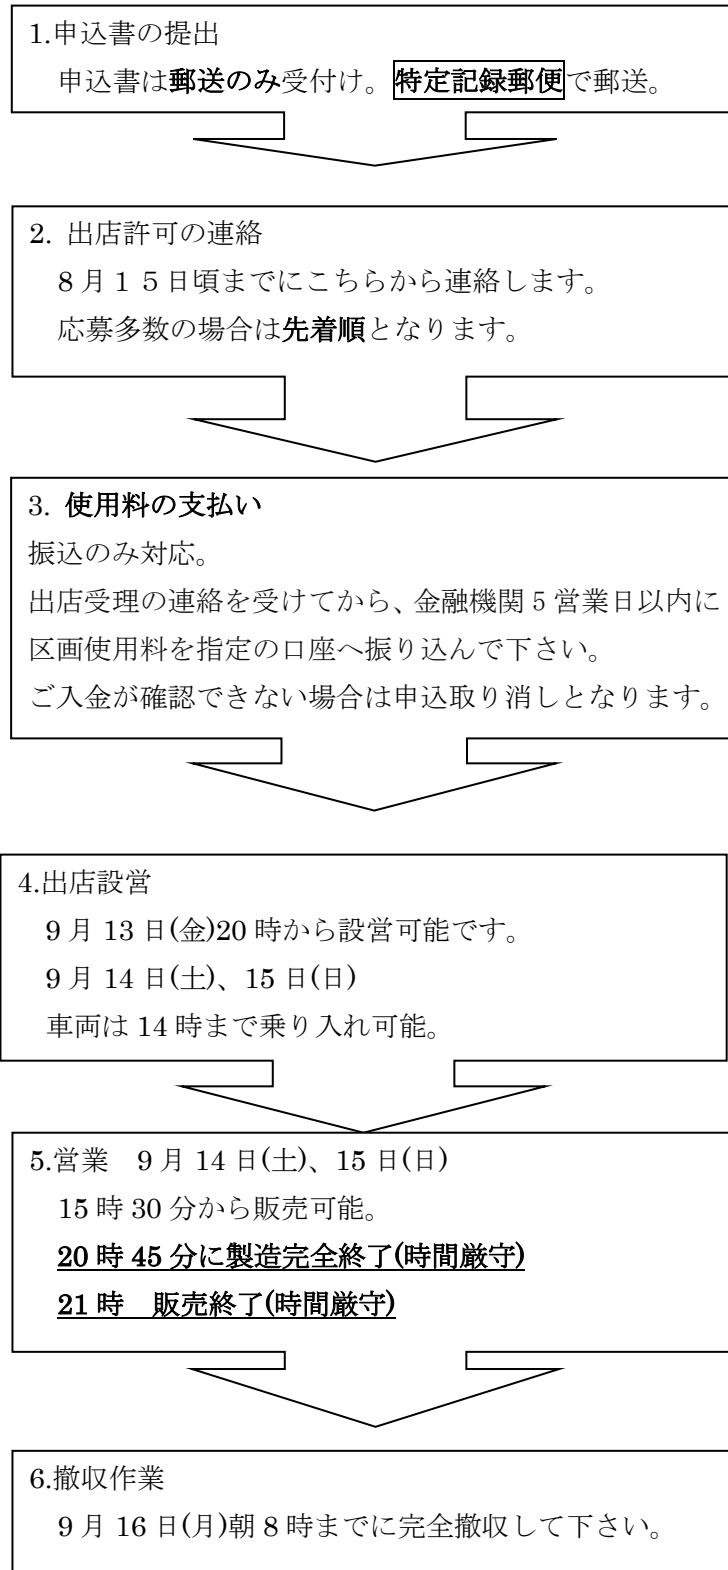 1.申込書の提出
申込書は郵送のみ受付け。特定記録郵便で郵送。
2. 出店許可の連絡
8月15日頃までにこちらから連絡します。
応募多数の場合は先着順となります。
3. 使用料の支払い
振込のみ対応。
出店受理の連絡を受けてから、金融機関5営業日以内に
区画使用料を指定の口座へ振り込んで下さい。
ご入金が確認できない場合は申込取り消しとなります。
4.出店設営
9月13日(金)20時から設営可能です。
9月14日(土)、15日(日)
車両は14時まで乗り入れ可能。
5.営業　9月14日(土)、15日(日)
15時30分から販売可能。
20時45分に製造完全終了(時間厳守)
21時　販売終了(時間厳守)
6.撤収作業
9月16日(月)朝8時までに完全撤収して下さい。